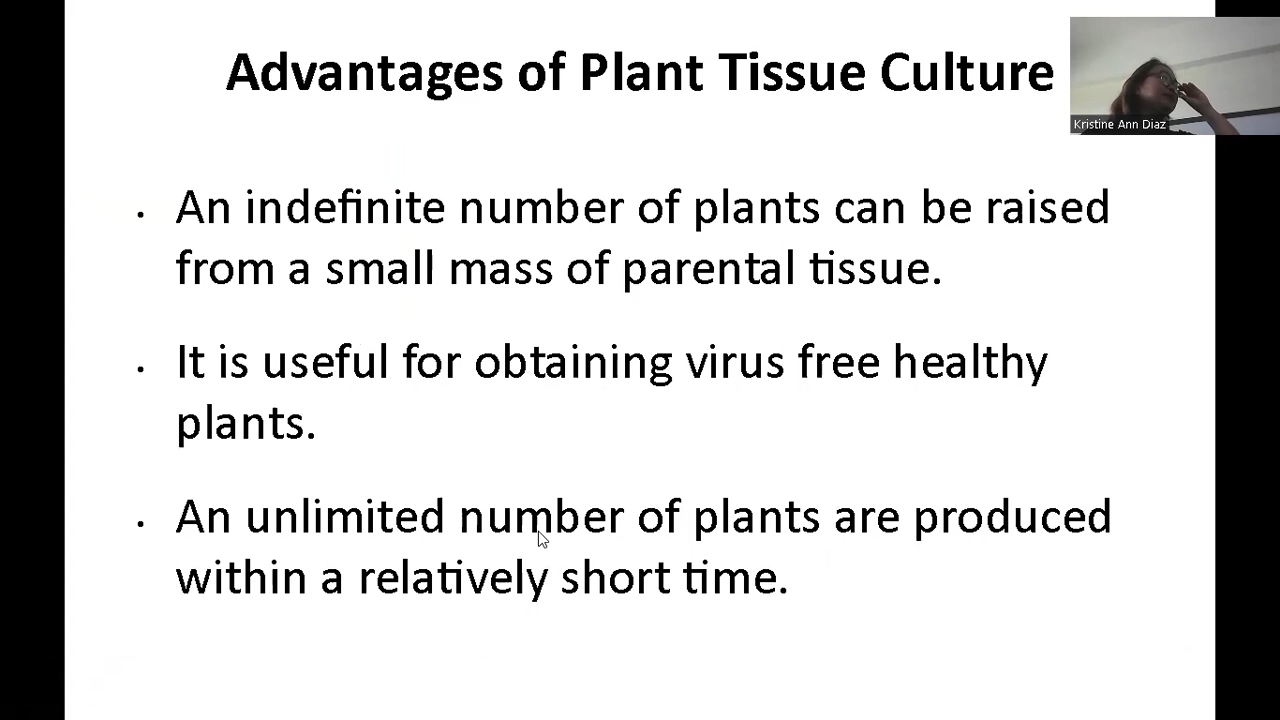 Advantages of Plant Tissue Culture
Kristine Ann Diaz
• An indefinite number of plants can be raised
from a small mass of parental tissue.
• It is useful for obtaining virus free healthy
plants.
• An unlimited number of plants are produced
within a relatively short time.